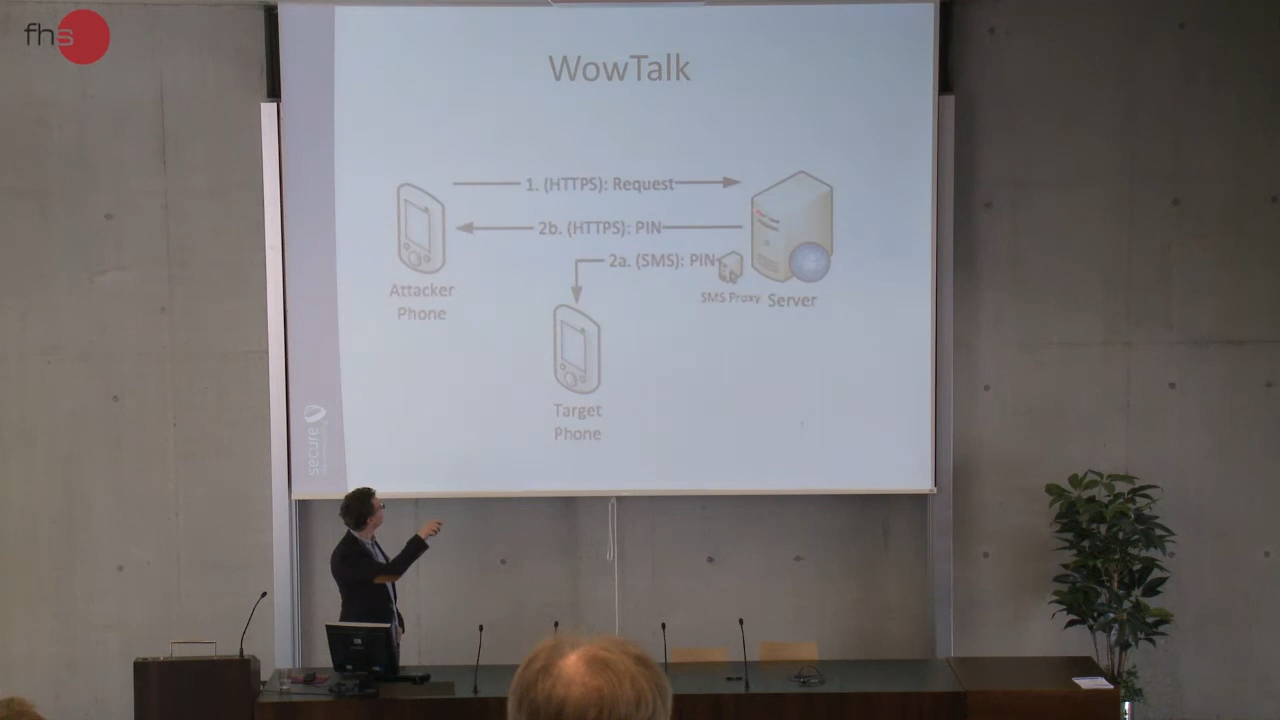 fhs
WowTalk
1. (HTTPS): Request
2b. (HTTPS): PIN
2a. (SMS): PIN
Attacker
Phone
SMS Proxy
Server
Target
Phone
secure